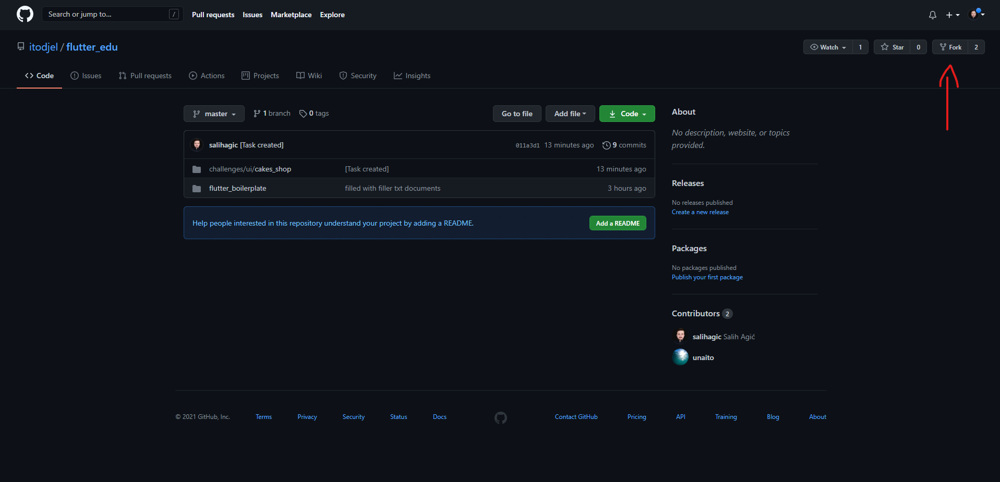 Search or jump to... / Pull requests Issues Marketplace Explore
itodjel / flutter_edu Watch 1 Star 0 Fork 2
Code Issues Pull requests Actions Projects Wiki Security Insights
master 1 branch 0 tags Go to file Add file Code
salihagic [Task created] 011a3d1 13 minutes ago 9 commits
challenges/ui/cakes_shop [Task created] 13 minutes ago
flutter_boilerplate filled with filler txt documents 3 hours ago
Help people interested in this repository understand your project by adding a README. Add a README
About
No description, website, or topics
provided.
Releases
No releases published
Create a new release
Packages
No packages published
Publish your first package
Contributors 2
salihagic Salih Agić
unaito
© 2021 GitHub, Inc. Terms Privacy Security Status Docs Contact GitHub Pricing API Training Blog About